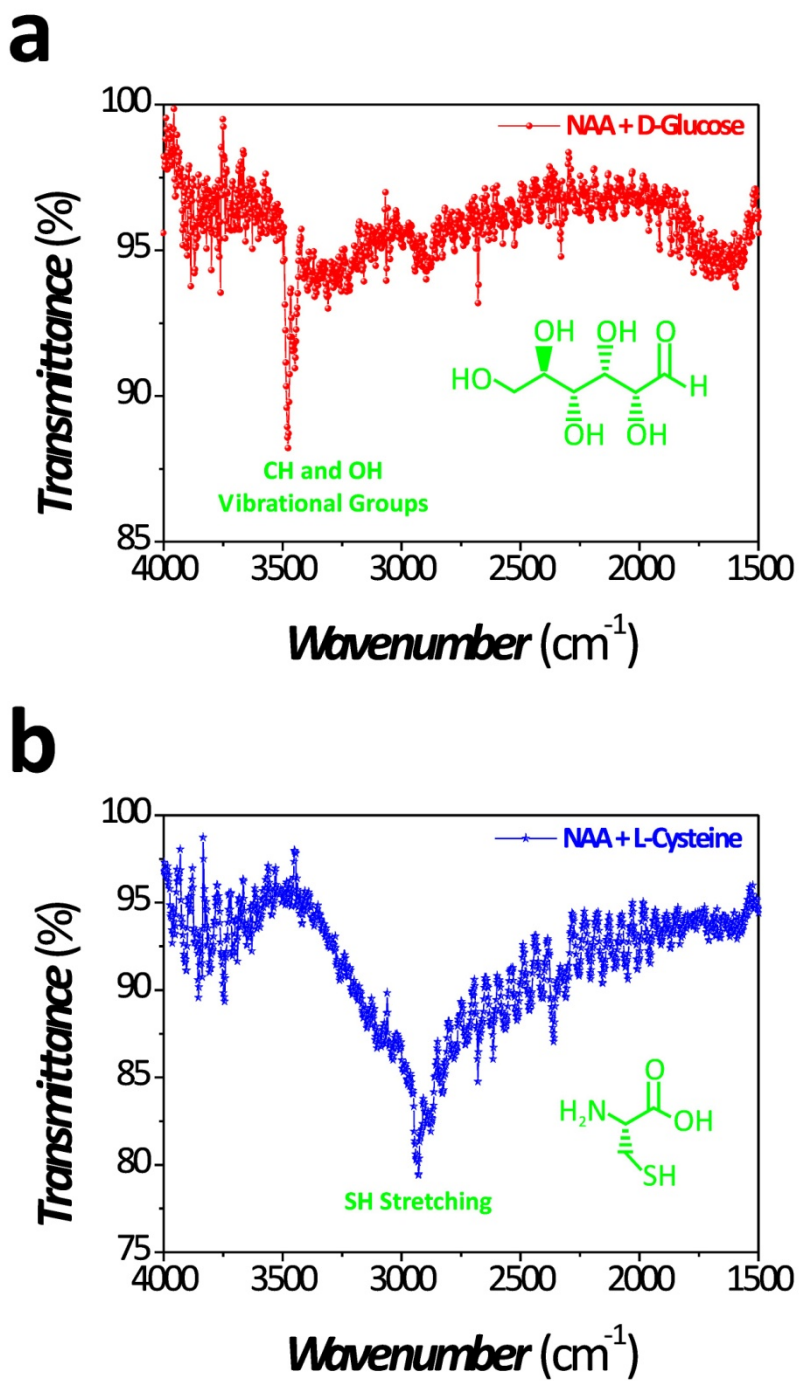 a
100
95
90
85
4000 3500 3000 2500 2000 1500
Transmittance (%)
Wavenumber (cm⁻¹)
NAA + D-Glucose
OH OH O
HO H
OH OH
CH and OH
Vibrational Groups
b
100
95
90
85
80
75
4000 3500 3000 2500 2000 1500
Transmittance (%)
Wavenumber (cm⁻¹)
NAA + L-Cysteine
O
H₂N OH
SH
SH Stretching